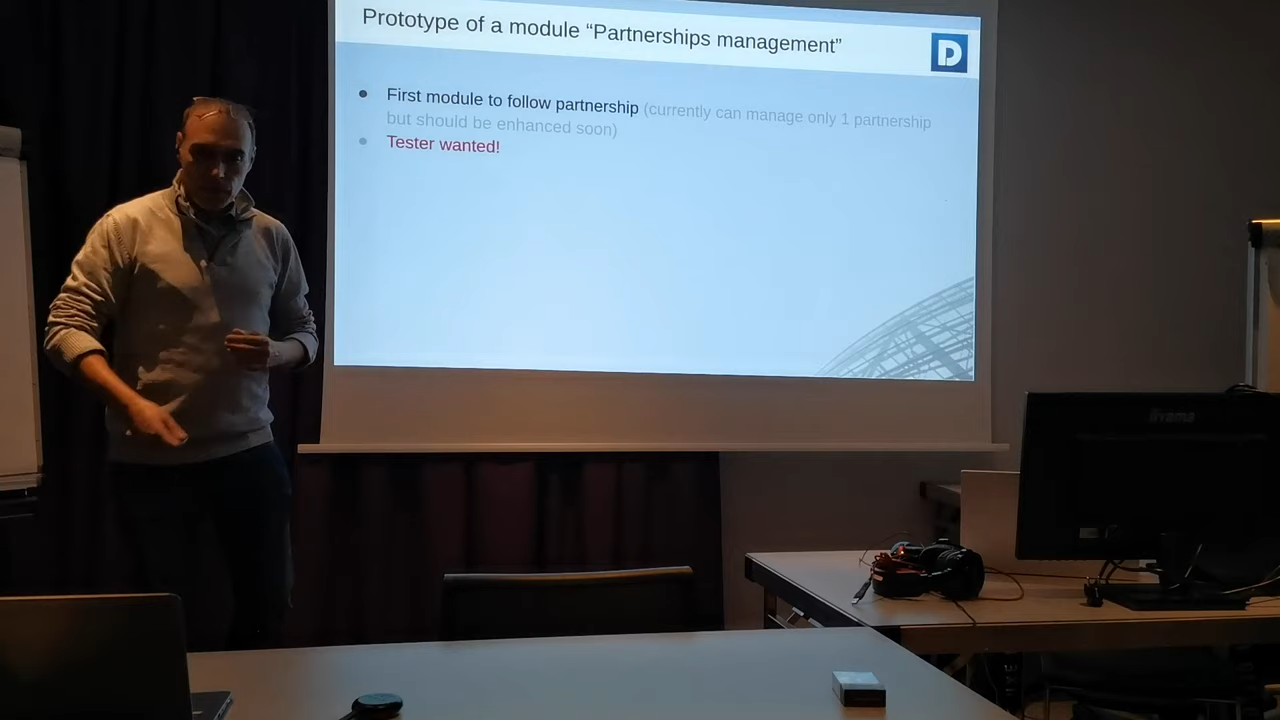 Prototype of a module “Partnerships management”
D
First module to follow partnership (currently can manage only 1 partnership
but should be enhanced soon)
Tester wanted!
iiyama